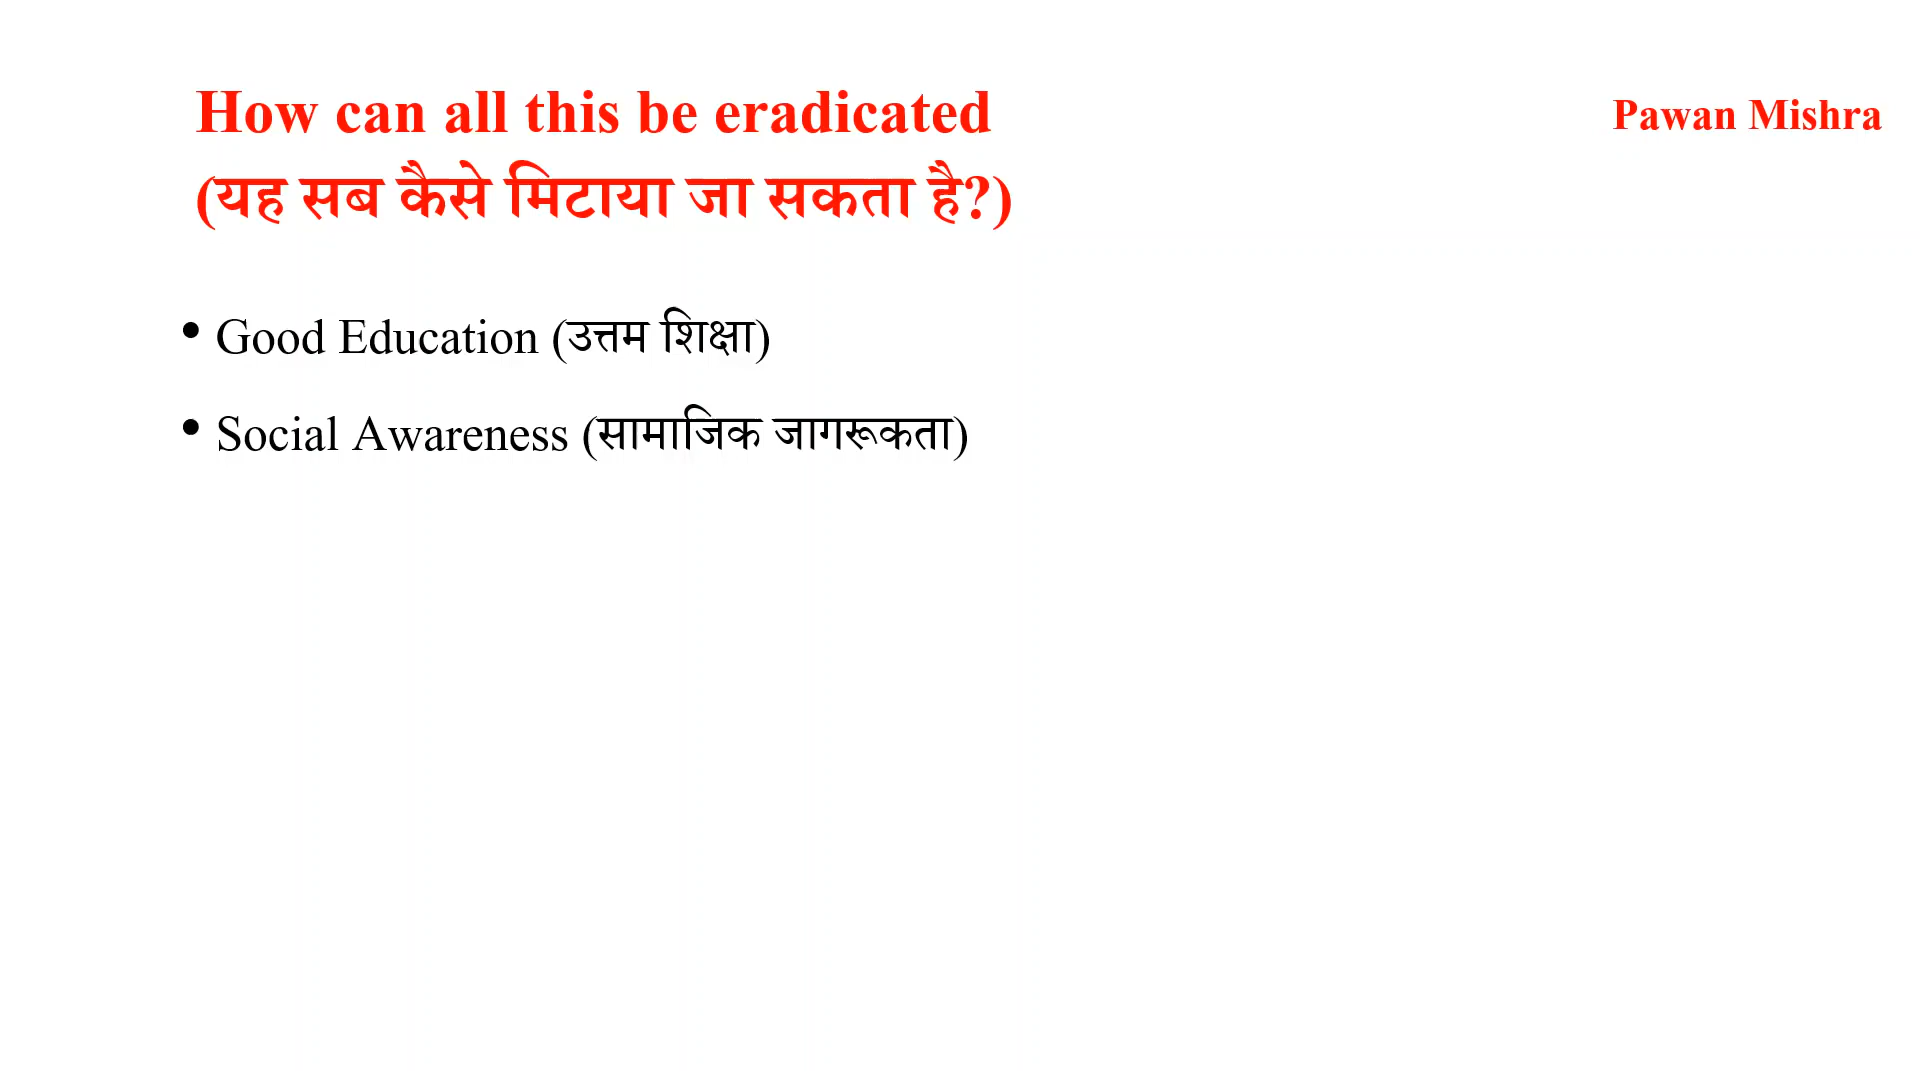 How can all this be eradicated
Pawan Mishra
(यह सब कैसे मिटाया जा सकता है?)
• Good Education (उत्तम शिक्षा)
• Social Awareness (सामाजिक जागरूकता)